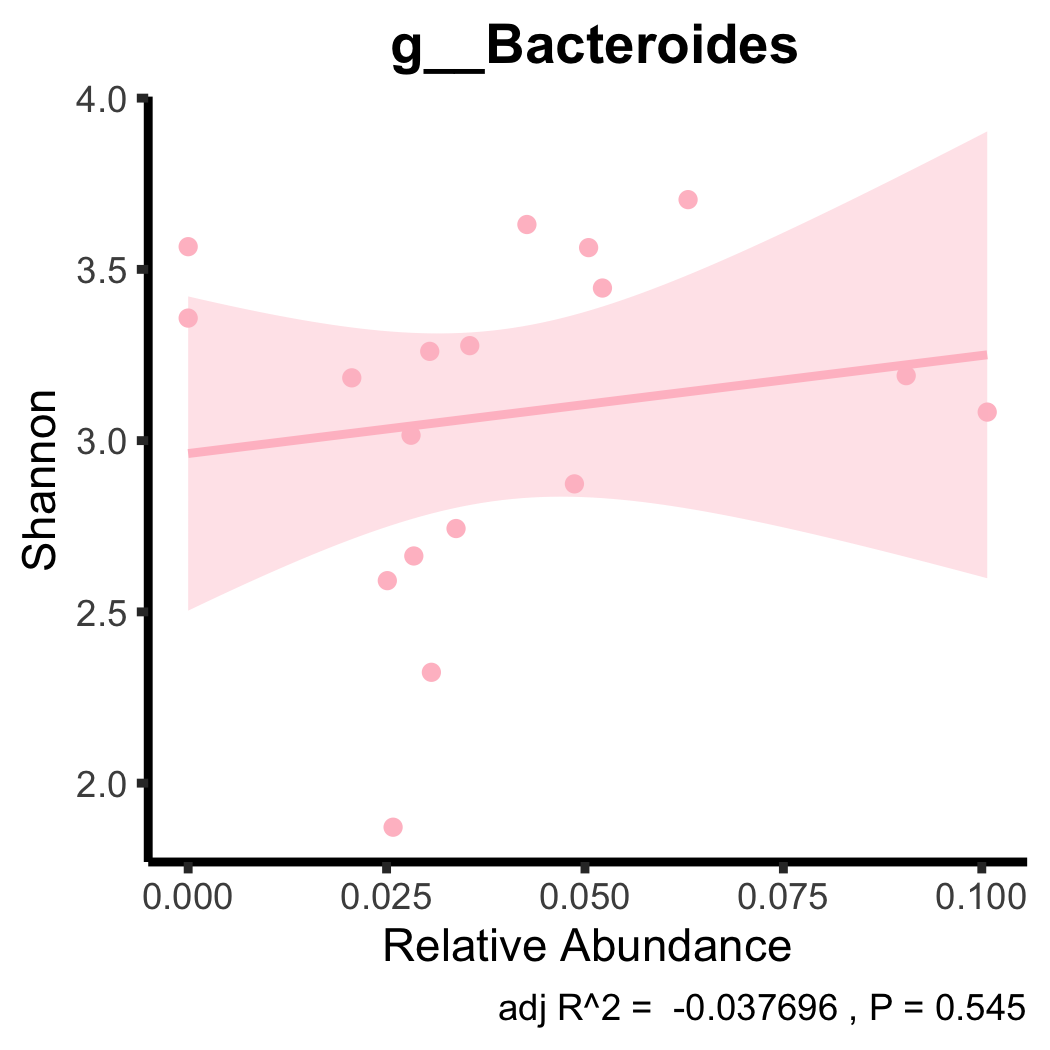 g__Bacteroides
4.0
3.5
3.0
2.5
2.0
Shannon
0.000 0.025 0.050 0.075 0.100
Relative Abundance
adj R^2 =  -0.037696 , P = 0.545